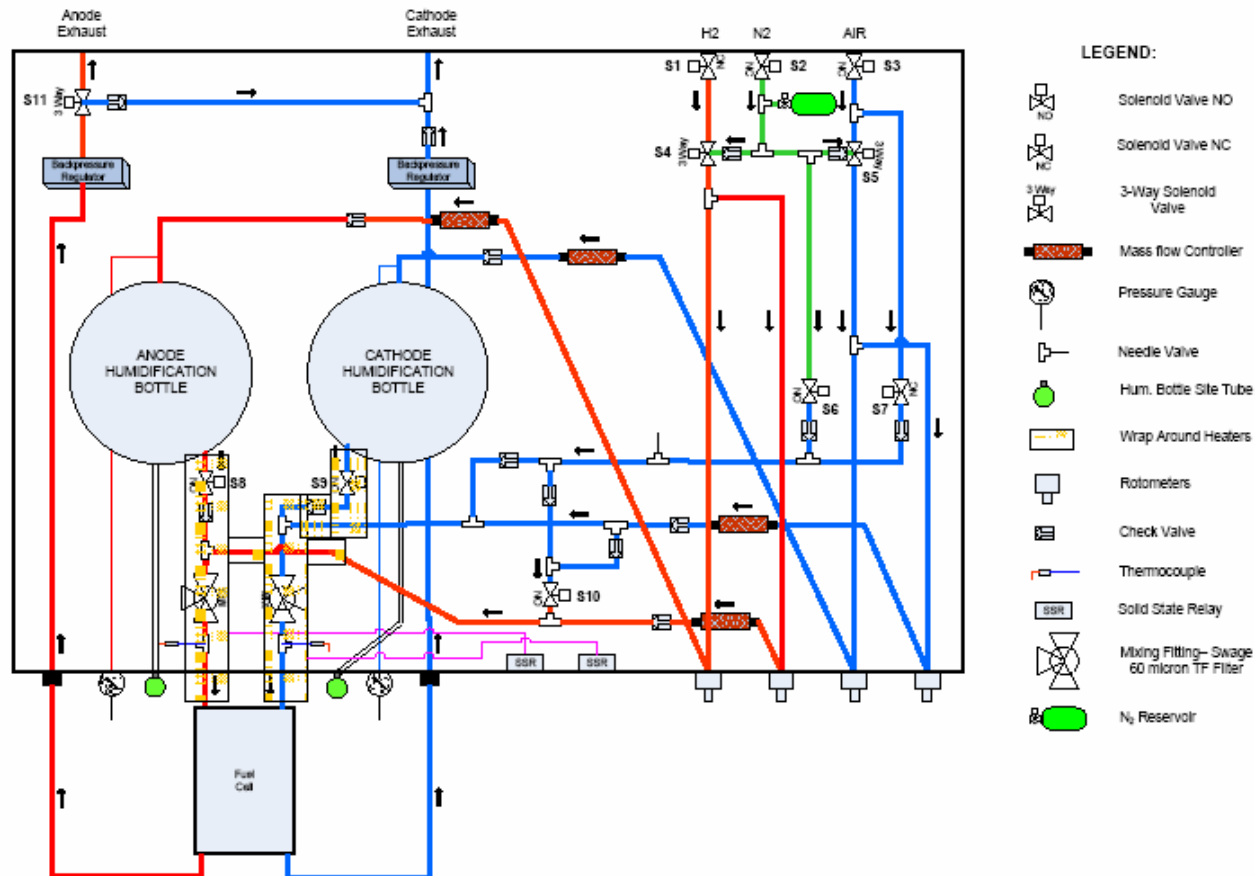 Anode
Exhaust
Cathode
Exhaust
H2
N2
AIR
S1
S2
NC
S3
NC
S11
3 Way
S4
3 Way
S5
3 Way
Backpressure
Regulator
Backpressure
Regulator
ANODE
HUMIDIFICATION
BOTTLE
CATHODE
HUMIDIFICATION
BOTTLE
S6
S7
S8
S9
S10
SSR
SSR
Fuel
Cell
LEGEND:
NO
Solenoid Valve NO
NC
Solenoid Valve NC
3 Way
3-Way Solenoid
Valve
Mass flow Controller
Pressure Gauge
Needle Valve
Hum. Bottle Site Tube
Wrap Around Heaters
Rotometers
Check Valve
Thermocouple
SSR
Solid State Relay
Mixing Fitting– Swage
60 micron TF Filter
N₂ Reservoir